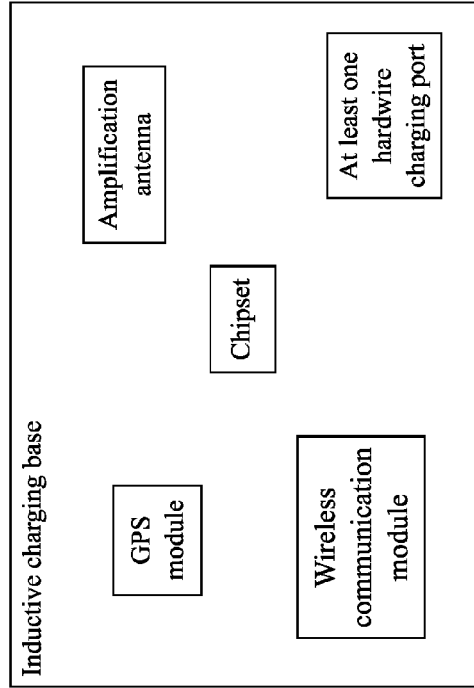 Inductive charging base
GPS
module
Amplification
antenna
Chipset
Wireless
communication
module
At least one
hardwire
charging port